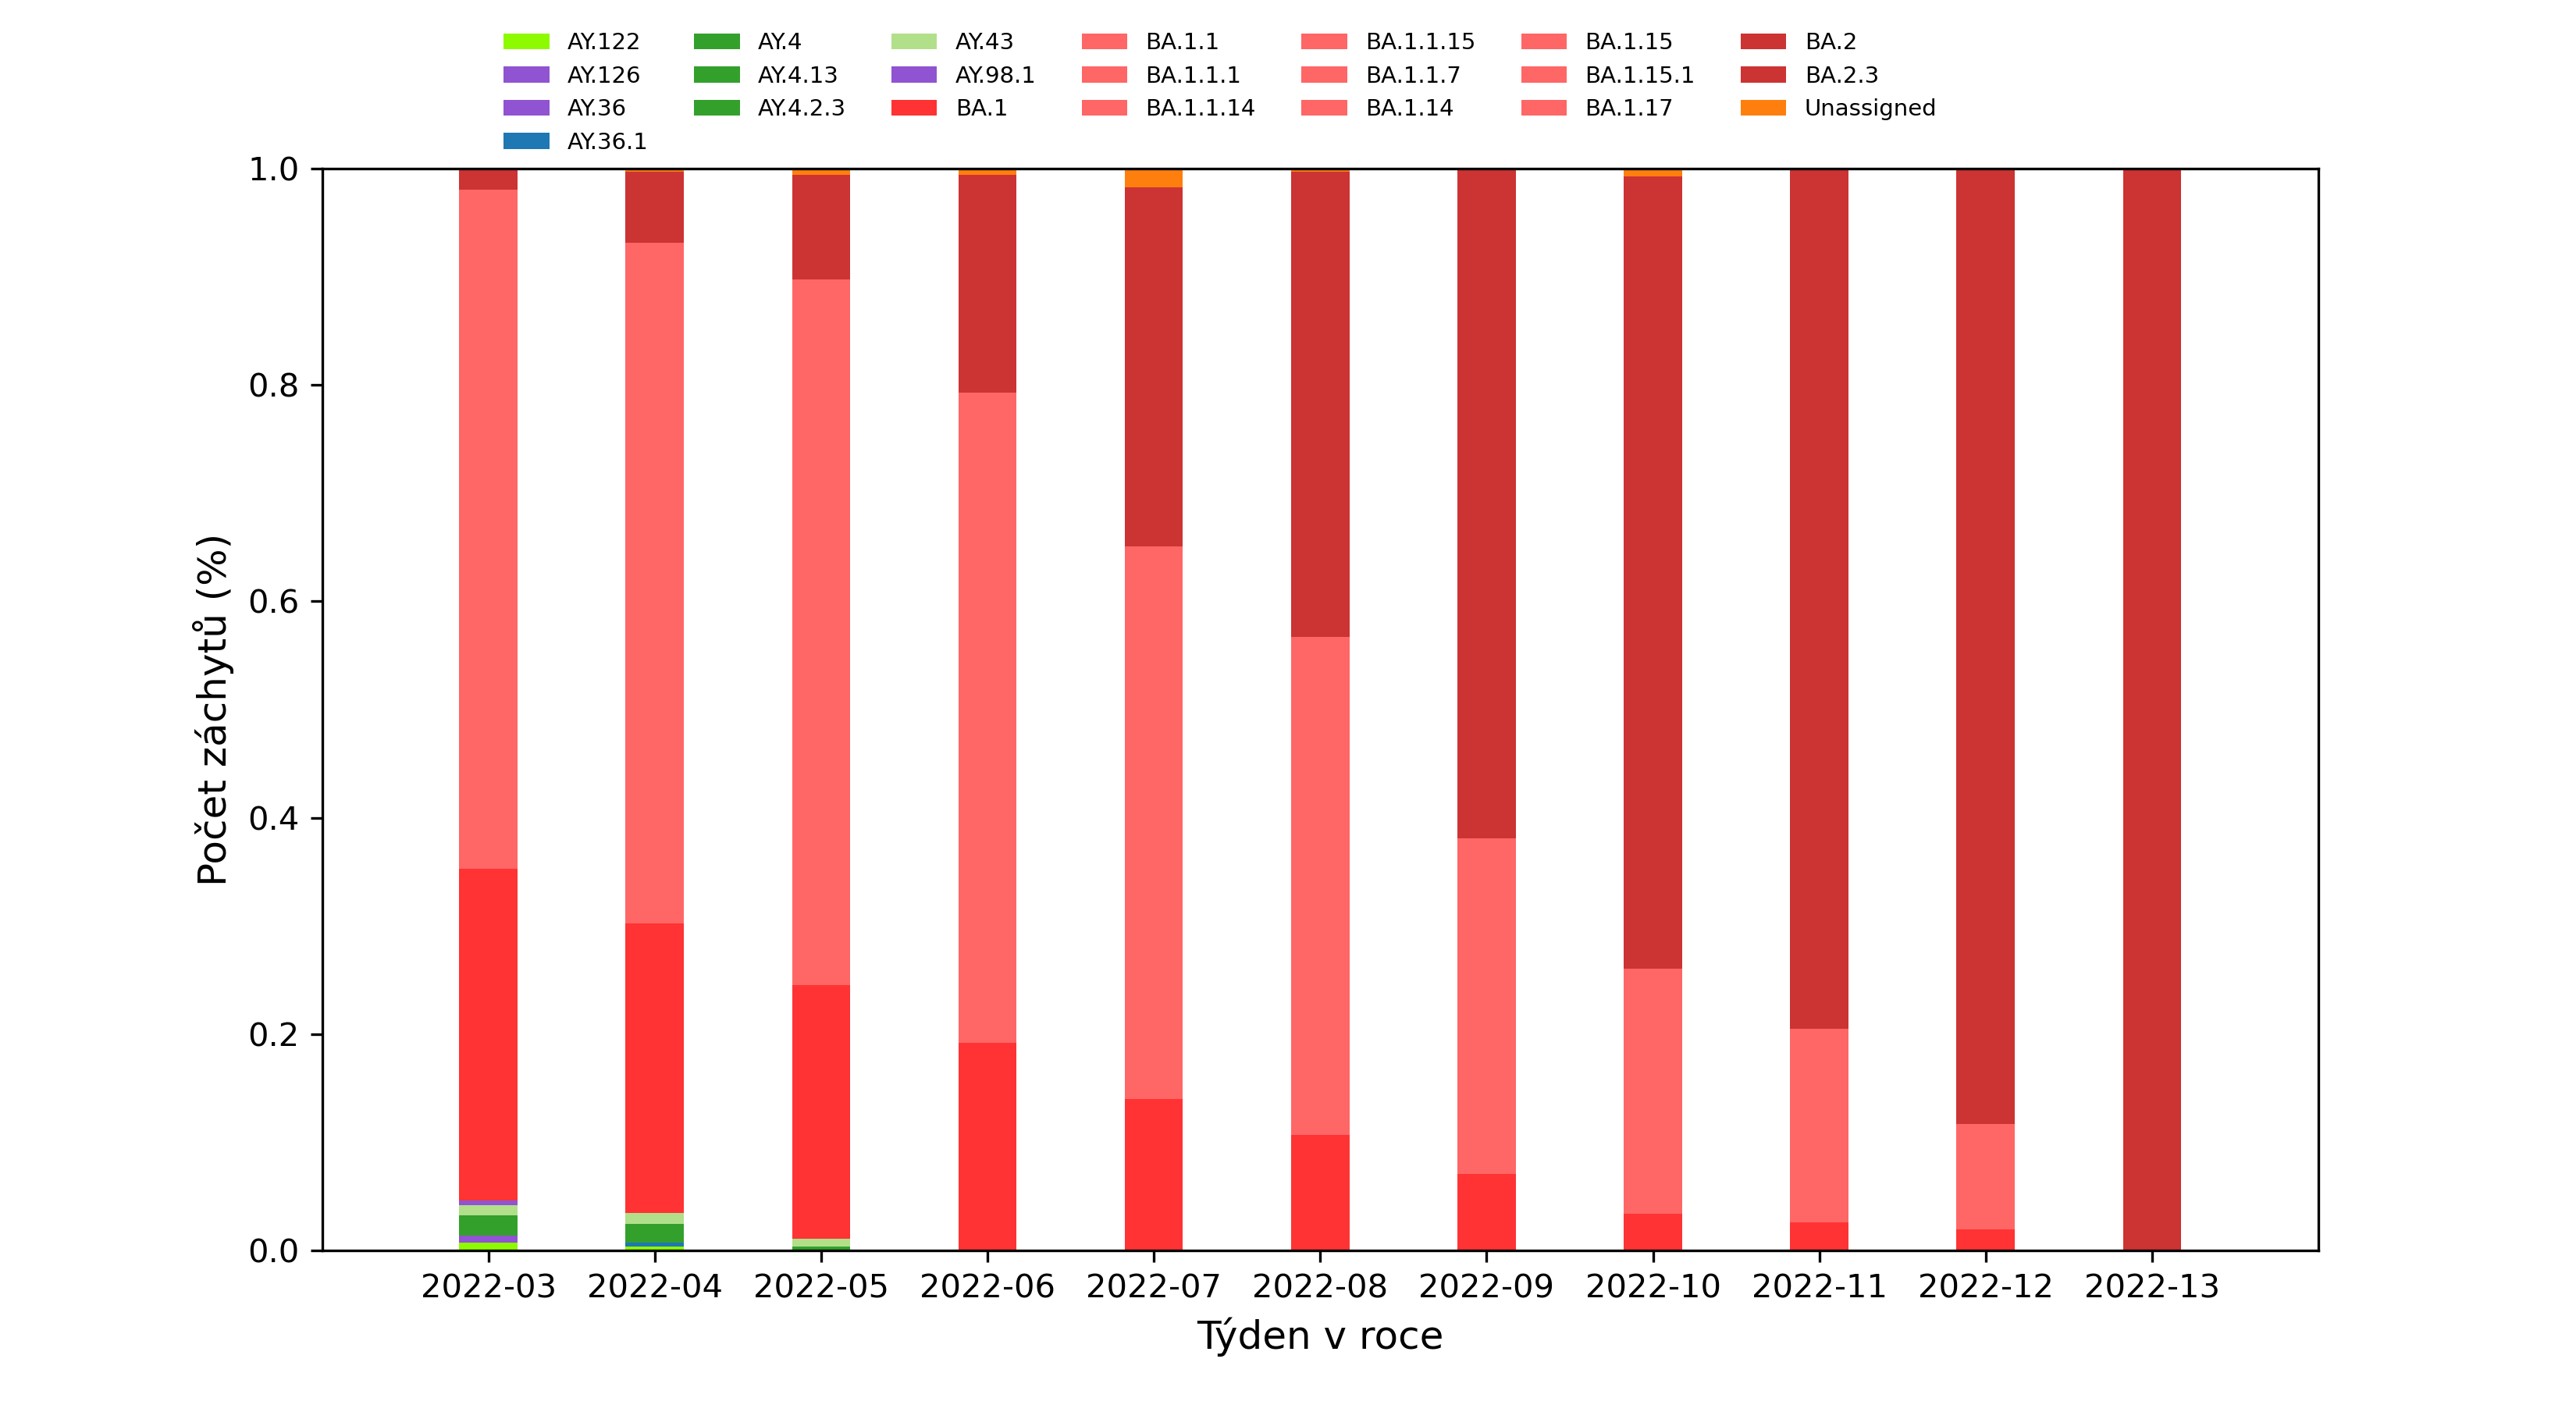 AY.122 AY.4 AY.43 BA.1.1 BA.1.1.15 BA.1.15 BA.2
AY.126 AY.4.13 AY.98.1 BA.1.1.1 BA.1.1.7 BA.1.15.1 BA.2.3
AY.36 AY.4.2.3 BA.1 BA.1.1.14 BA.1.14 BA.1.17 Unassigned
AY.36.1
1.0
0.8
0.6
0.4
0.2
0.0
Počet záchytů (%)
2022-03 2022-04 2022-05 2022-06 2022-07 2022-08 2022-09 2022-10 2022-11 2022-12 2022-13
Týden v roce